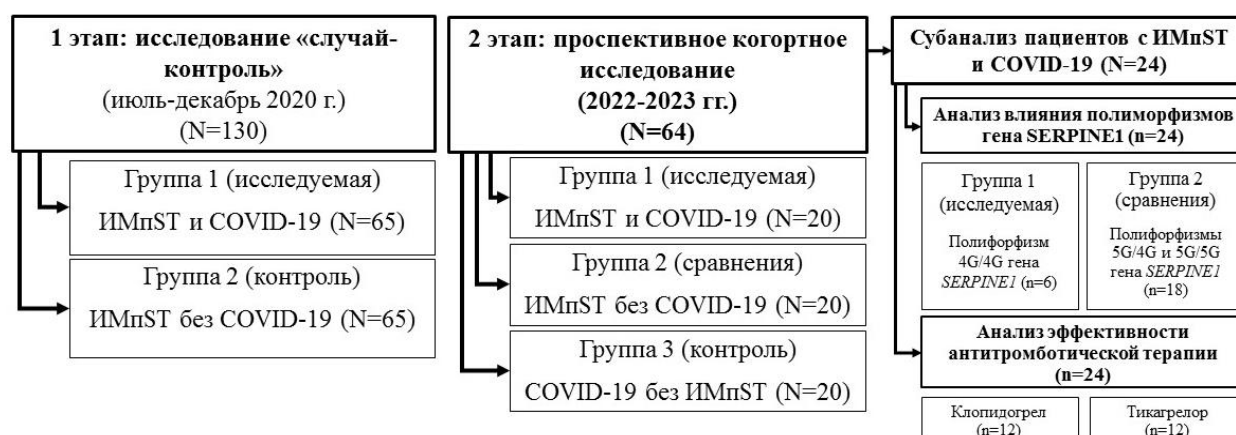 1 этап: исследование «случай-
контроль»
(июль-декабрь 2020 г.)
(N=130)
Группа 1 (исследуемая)
ИМпST и COVID-19 (N=65)
Группа 2 (контроль)
ИМпST без COVID-19 (N=65)
2 этап: проспективное когортное
исследование
(2022-2023 гг.)
(N=64)
Группа 1 (исследуемая)
ИМпST и COVID-19 (N=20)
Группа 2 (сравнения)
ИМпST без COVID-19 (N=20)
Группа 3 (контроль)
COVID-19 без ИМпST (N=20)
Субанализ пациентов с ИМпST
и COVID-19 (N=24)
Анализ влияния полиморфизмов
гена SERPINE1 (n=24)
Группа 1
(исследуемая)
Полифорфизм
4G/4G гена
SERPINE1 (n=6)
Группа 2
(сравнения)
Полифорфизмы
5G/4G и 5G/5G
гена SERPINE1
(n=18)
Анализ эффективности
антитромботической терапии
(n=24)
Клопидогрел
(n=12)
Тикагрелор
(n=12)